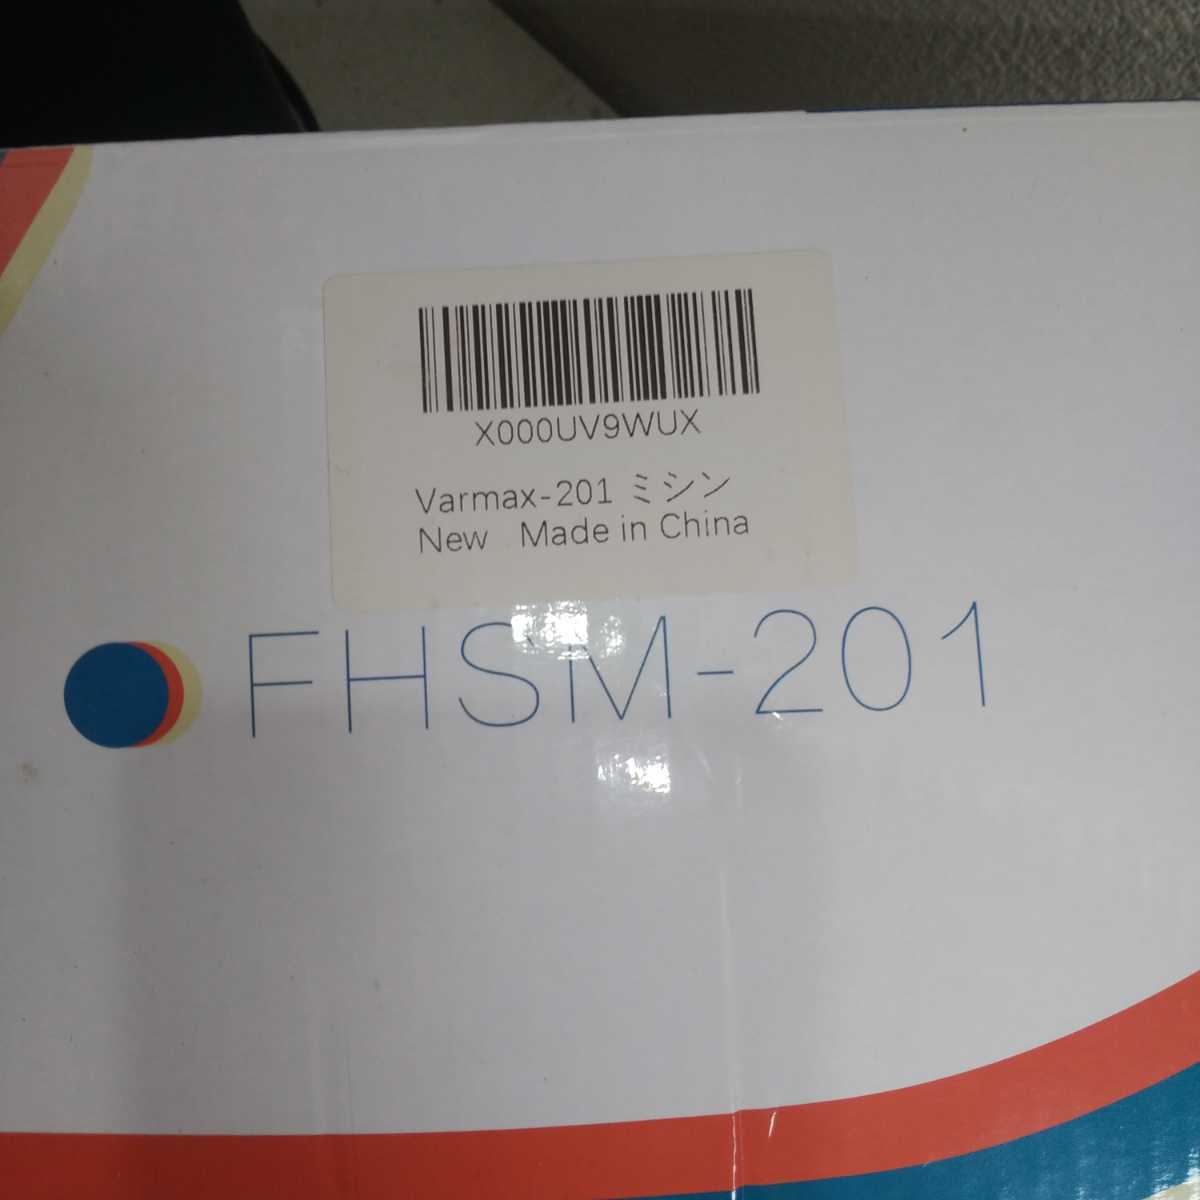 X000UV9WUX
Varmax-201 ミシン
New Made in China
FHSM-201